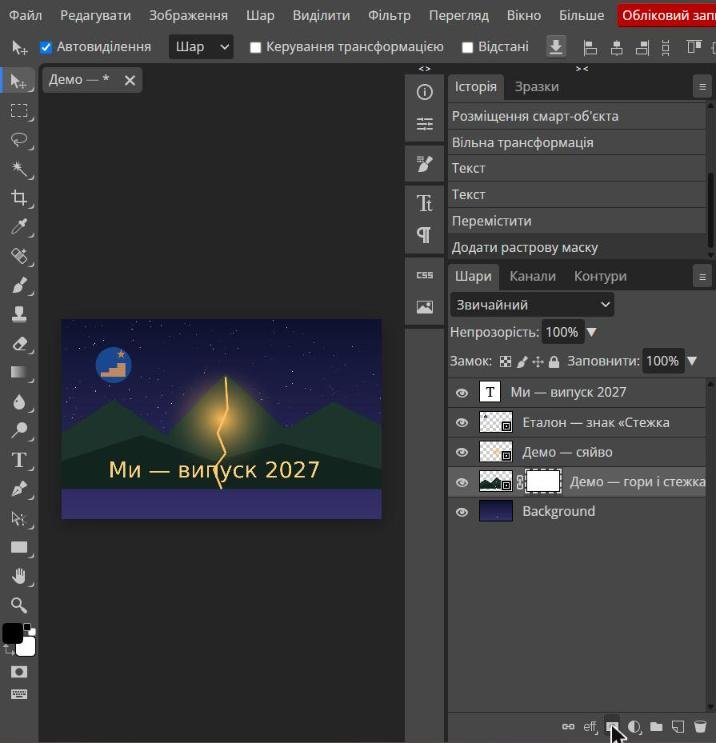 Файл Редагувати Зображення Шар Виділити Фільтр Перегляд Вікно Більше Обліковий запи
Автовиділення Шар Керування трансформацією Відстані
Демо — *
Історія Зразки
Розміщення смарт-об'єкта
Вільна трансформація
Текст
Текст
Перемістити
Додати растрову маску
CSS
Шари Канали Контури
Звичайний
Непрозорість: 100%
Замок: Заповнити: 100%
Ми — випуск 2027
Еталон — знак «Стежка
Демо — сяйво
Демо — гори і стежка
Background
Ми — випуск 2027
eff